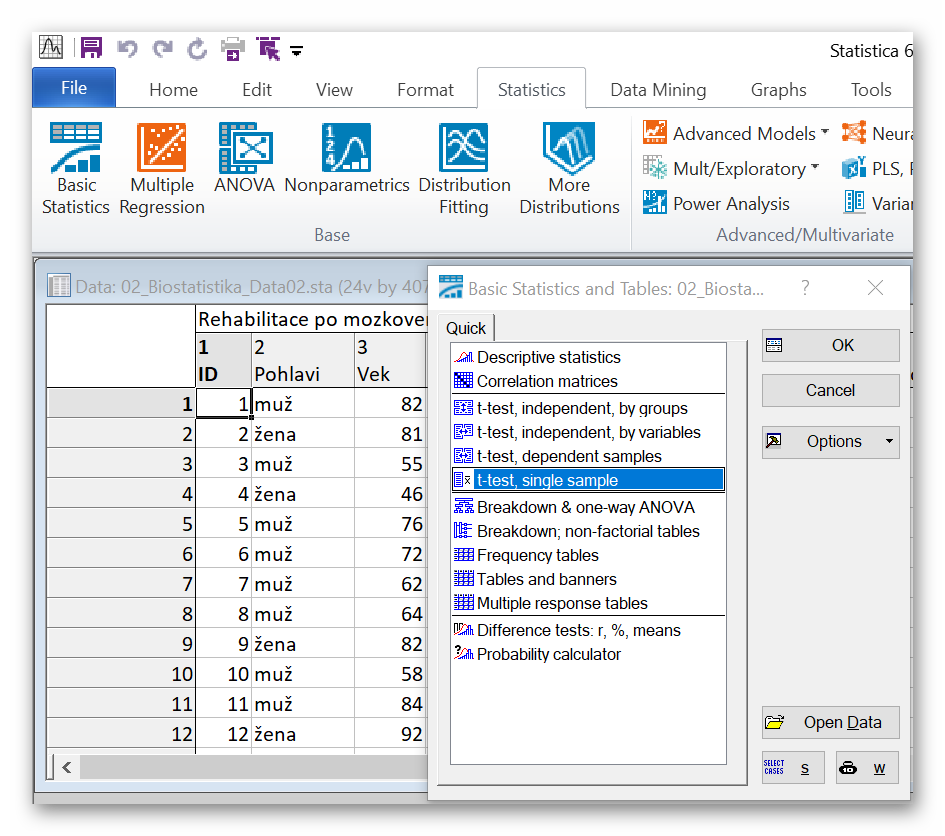 Statistica 6
File Home Edit View Format Statistics Data Mining Graphs Tools
Basic Statistics
Multiple Regression
ANOVA
Nonparametrics
Distribution Fitting
More Distributions
Base
Advanced Models
Mult/Exploratory
Power Analysis
Neura
PLS,
Varian
Advanced/Multivariate
Data: 02_Biostatistika_Data02.sta (24v by 407
Rehabilitace po mozkove
1 2 3
ID Pohlavi Vek
1 1 muž 82
2 2 žena 81
3 3 muž 55
4 4 žena 46
5 5 muž 76
6 6 muž 72
7 7 muž 62
8 8 muž 64
9 9 žena 82
10 10 muž 58
11 11 muž 84
12 12 žena 92
Basic Statistics and Tables: 02_Biosta... ?
Quick
Descriptive statistics
Correlation matrices
t-test, independent, by groups
t-test, independent, by variables
t-test, dependent samples
t-test, single sample
Breakdown & one-way ANOVA
Breakdown; non-factorial tables
Frequency tables
Tables and banners
Multiple response tables
Difference tests: r, %, means
Probability calculator
OK
Cancel
Options
Open Data
SELECT CASES S
W